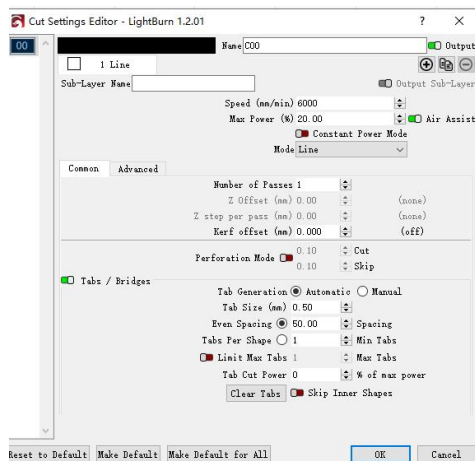 Cut Settings Editor - LightBurn 1.2.01 ? ×
00 Name C00 Output
1 Line
Sub-Layer Name Output Sub-Layer
Speed (mm/min) 6000
Max Power (%) 20.00 Air Assist
Constant Power Mode
Mode Line
Common Advanced
Number of Passes 1
Z Offset (mm) 0.00 (none)
Z step per pass (mm) 0.00 (none)
Kerf offset (mm) 0.000 (off)
Perforation Mode 0.10 Cut
0.10 Skip
Tabs / Bridges
Tab Generation Automatic Manual
Tab Size (mm) 0.50
Even Spacing 50.00 Spacing
Tabs Per Shape 1 Min Tabs
Limit Max Tabs 1 Max Tabs
Tab Cut Power 0 % of max power
Clear Tabs Skip Inner Shapes
Reset to Default Make Default Make Default for All OK Cancel